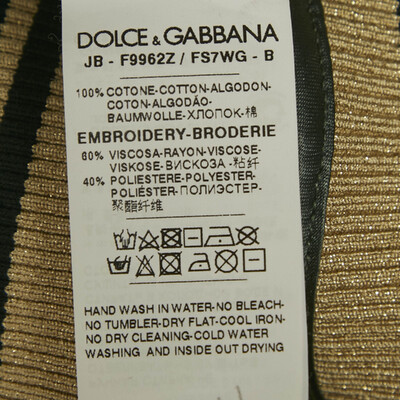 DOLCE & GABBANA
JB - F9962Z / FS7WG - B
100% COTONE-COTTON-ALGODON-
COTON-ALGODÃO-
BAUMWOLLE-ХЛОПОК-棉
EMBROIDERY-BRODERIE
60% VISCOSA-RAYON-VISCOSE-
VISKOSE-ВИСКОЗА-粘纤
40% POLIESTERE-POLYESTER-
POLIÉSTER-ПОЛИЭСТЕР-
聚酯纤维
HAND WASH IN WATER-NO BLEACH-
NO TUMBLER-DRY FLAT-COOL IRON-
NO DRY CLEANING-COLD WATER
WASHING AND INSIDE OUT DRYING